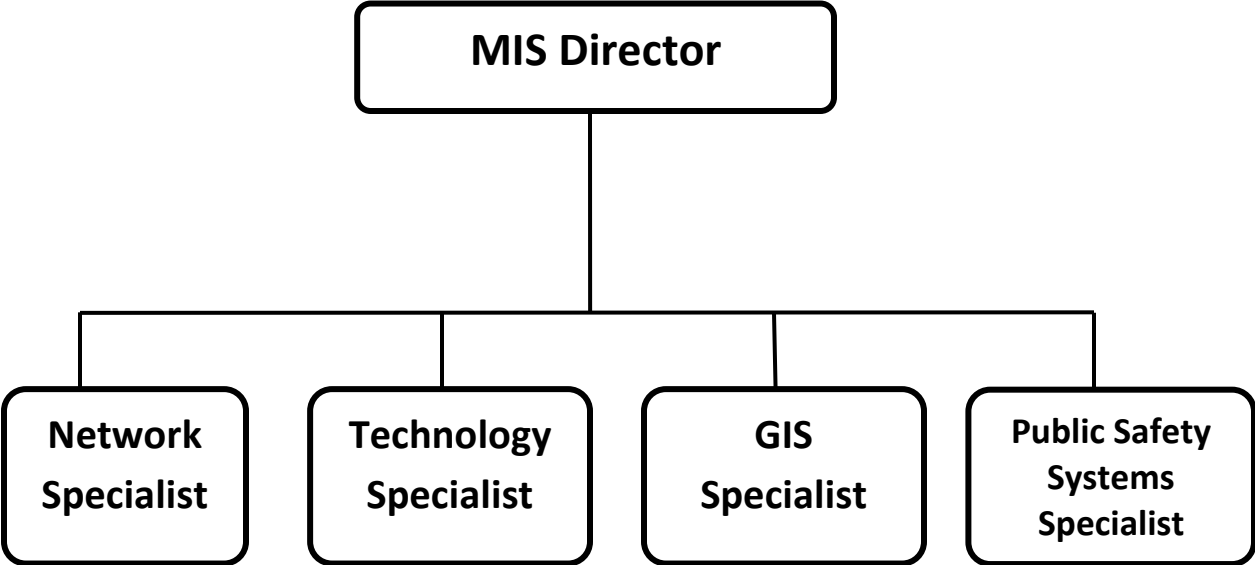 MIS Director
Network
Specialist
Technology
Specialist
GIS
Specialist
Public Safety
Systems
Specialist